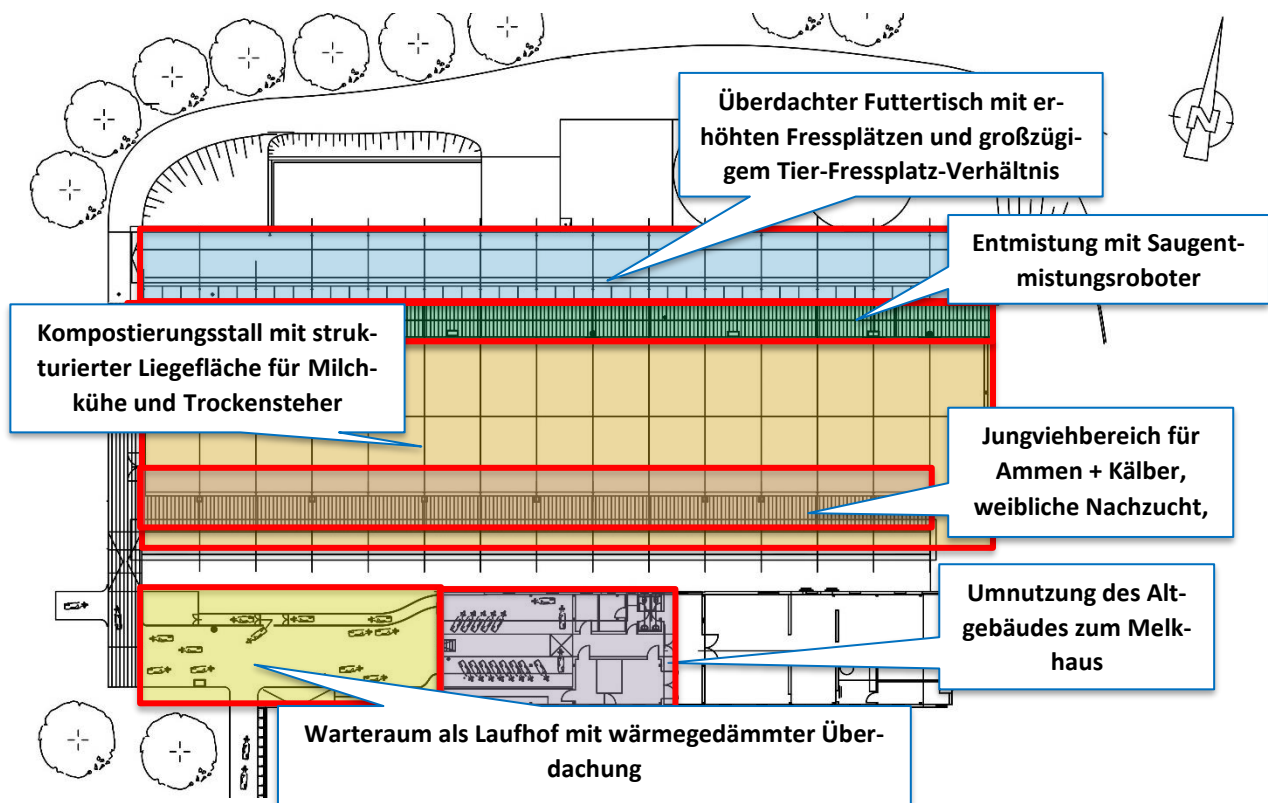 Überdachter Futtertisch mit er-
höhten Fressplätzen und großzügi-
gem Tier-Fressplatz-Verhältnis
N
Entmistung mit Saugent-
mistungsroboter
Kompostierungsstall mit struk-
turierter Liegefläche für Milch-
kühe und Trockensteher
Jungviehbereich für
Ammen + Kälber,
weibliche Nachzucht,
Umnutzung des Alt-
gebäudes zum Melk-
haus
Warteraum als Laufhof mit wärmegedämmter Über-
dachung